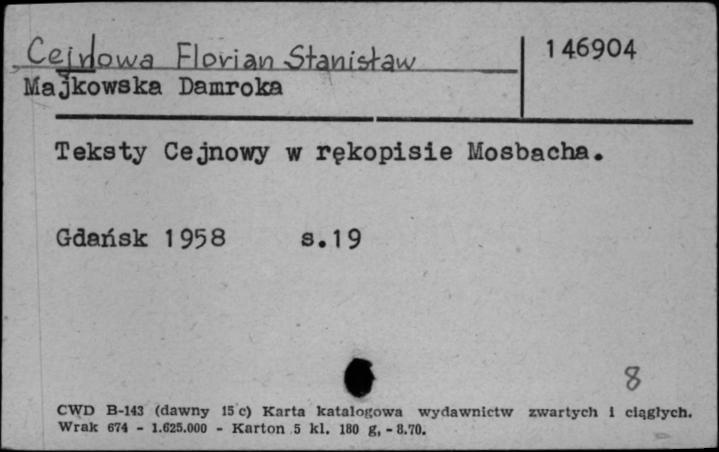 Cejnowa Florian Stanisław
146904
Majkowska Damroka
Teksty Cejnowy w rękopisie Mosbacha.
Gdańsk 1958 s.19
8
CWD B-143 (dawny 15 c) Karta katalogowa wydawnictw zwartych i ciągłych.
Wrak 674 - 1.625.000 - Karton 5 kl. 180 g, - 8.70.